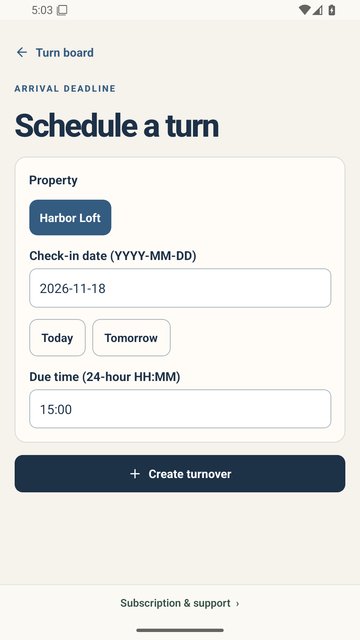 5:03
Turn board
ARRIVAL DEADLINE
Schedule a turn
Property
Harbor Loft
Check-in date (YYYY-MM-DD)
2026-11-18
Today Tomorrow
Due time (24-hour HH:MM)
15:00
+ Create turnover
Subscription & support ›